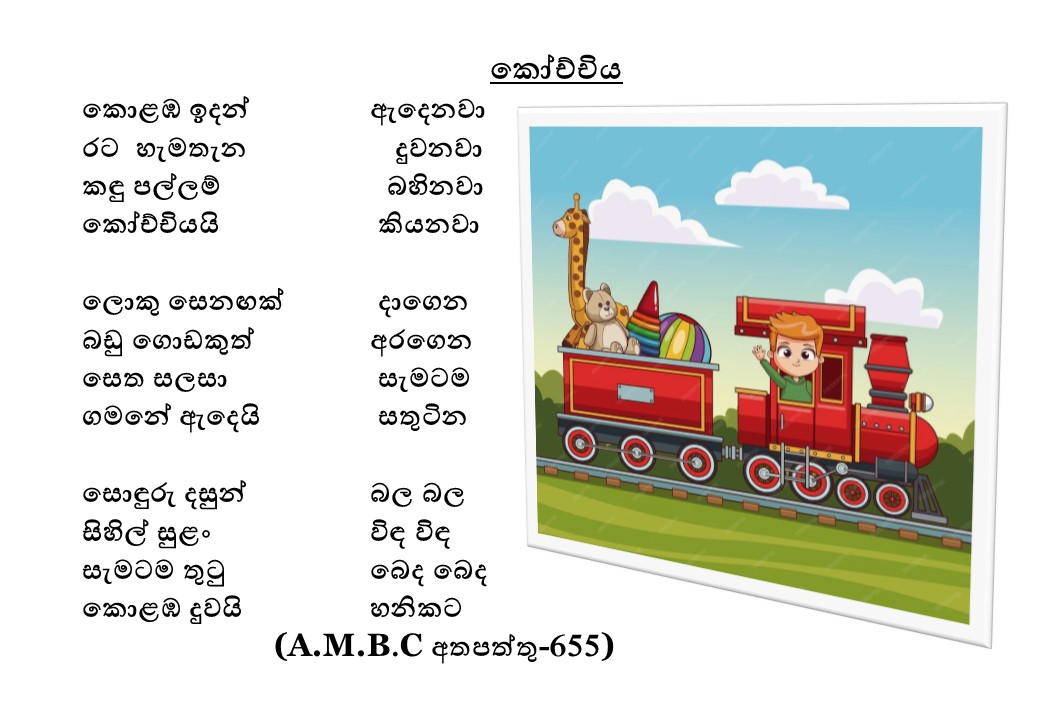 කෝච්චිය
කොළඹ ඉදන් ඇදෙනවා
රට හැමතැන දුවනවා
කඳු පල්ලම් බහිනවා
කෝච්චියයි කියනවා
ලොකු සෙනඟක් දාගෙන
බඩු ගොඩකුත් අරගෙන
සෙත සලසා සැමටම
ගමනේ ඇදෙයි සතුටින
සොඳුරු දසුන් බල බල
සිහිල් සුළං විඳ විඳ
සැමටම තුටු බෙද බෙද
කොළඹ දුවයි හනිකට
(A.M.B.C අතපත්තු-655)